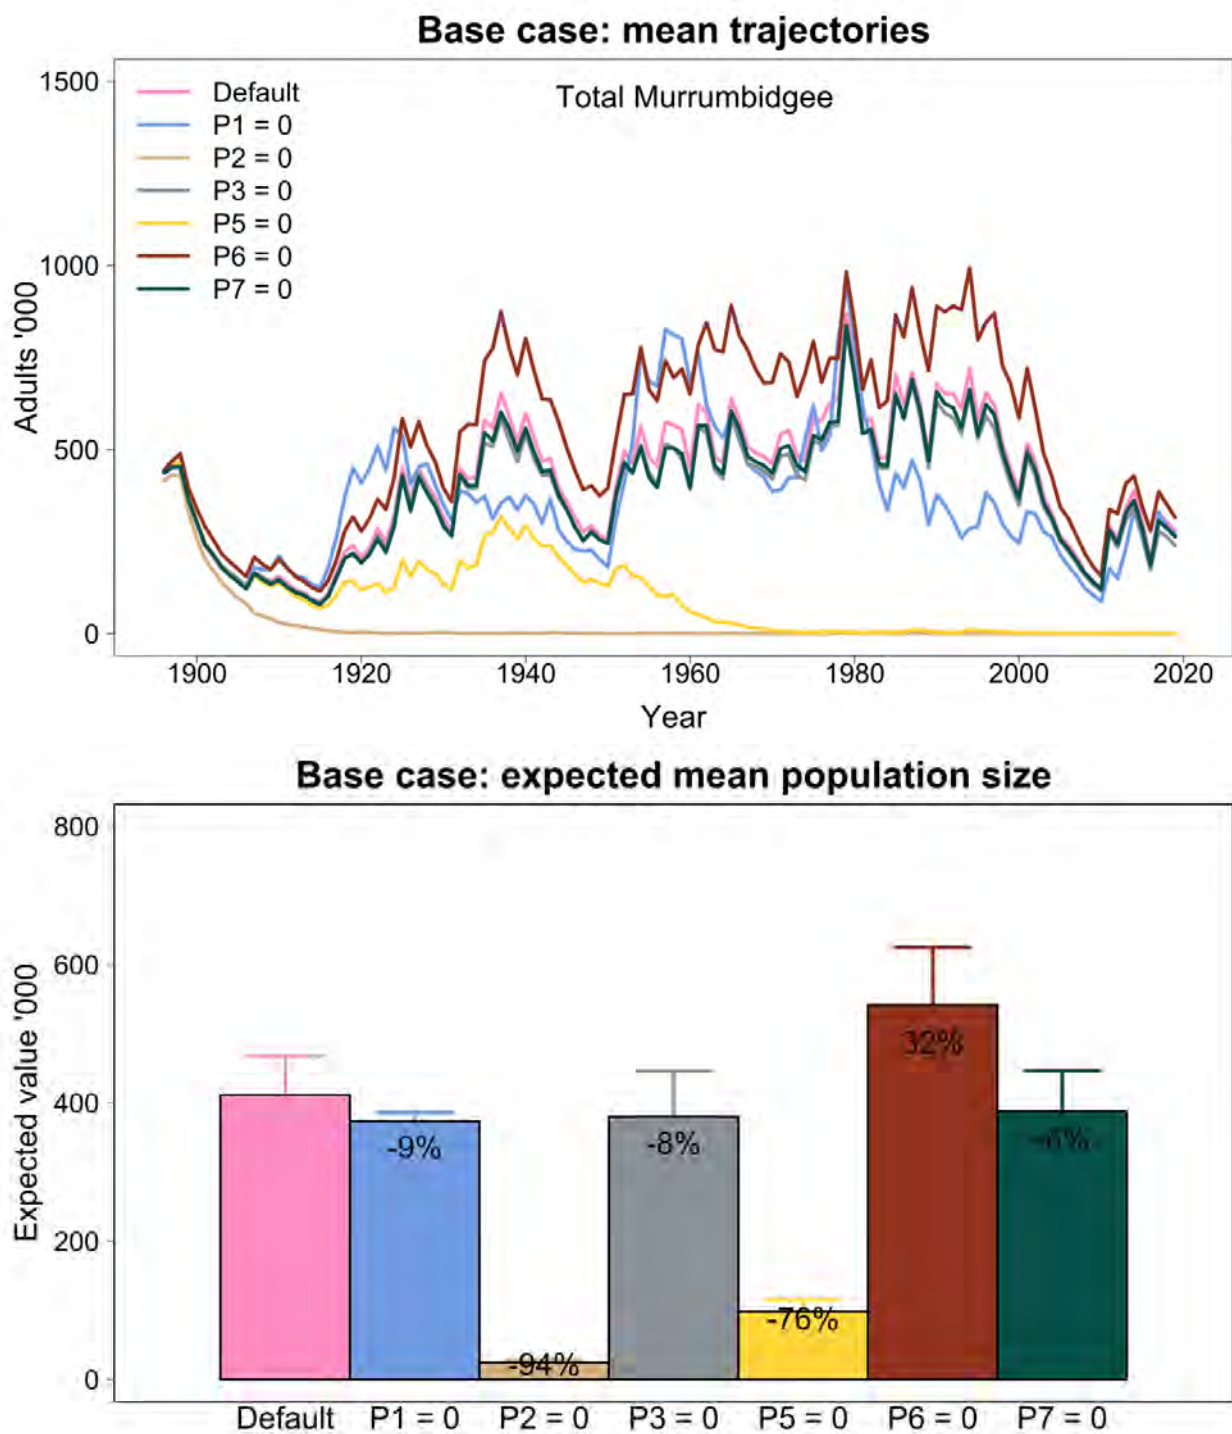 Base case: mean trajectories
1500
1000
500
0
Adults '000
Total Murrumbidgee
Default
P1 = 0
P2 = 0
P3 = 0
P5 = 0
P6 = 0
P7 = 0
1900 1920 1940 1960 1980 2000 2020
Year
Base case: expected mean population size
800
600
400
200
0
Expected value '000
-9%
-94%
-8%
-76%
32%
-6%
Default P1 = 0 P2 = 0 P3 = 0 P5 = 0 P6 = 0 P7 = 0